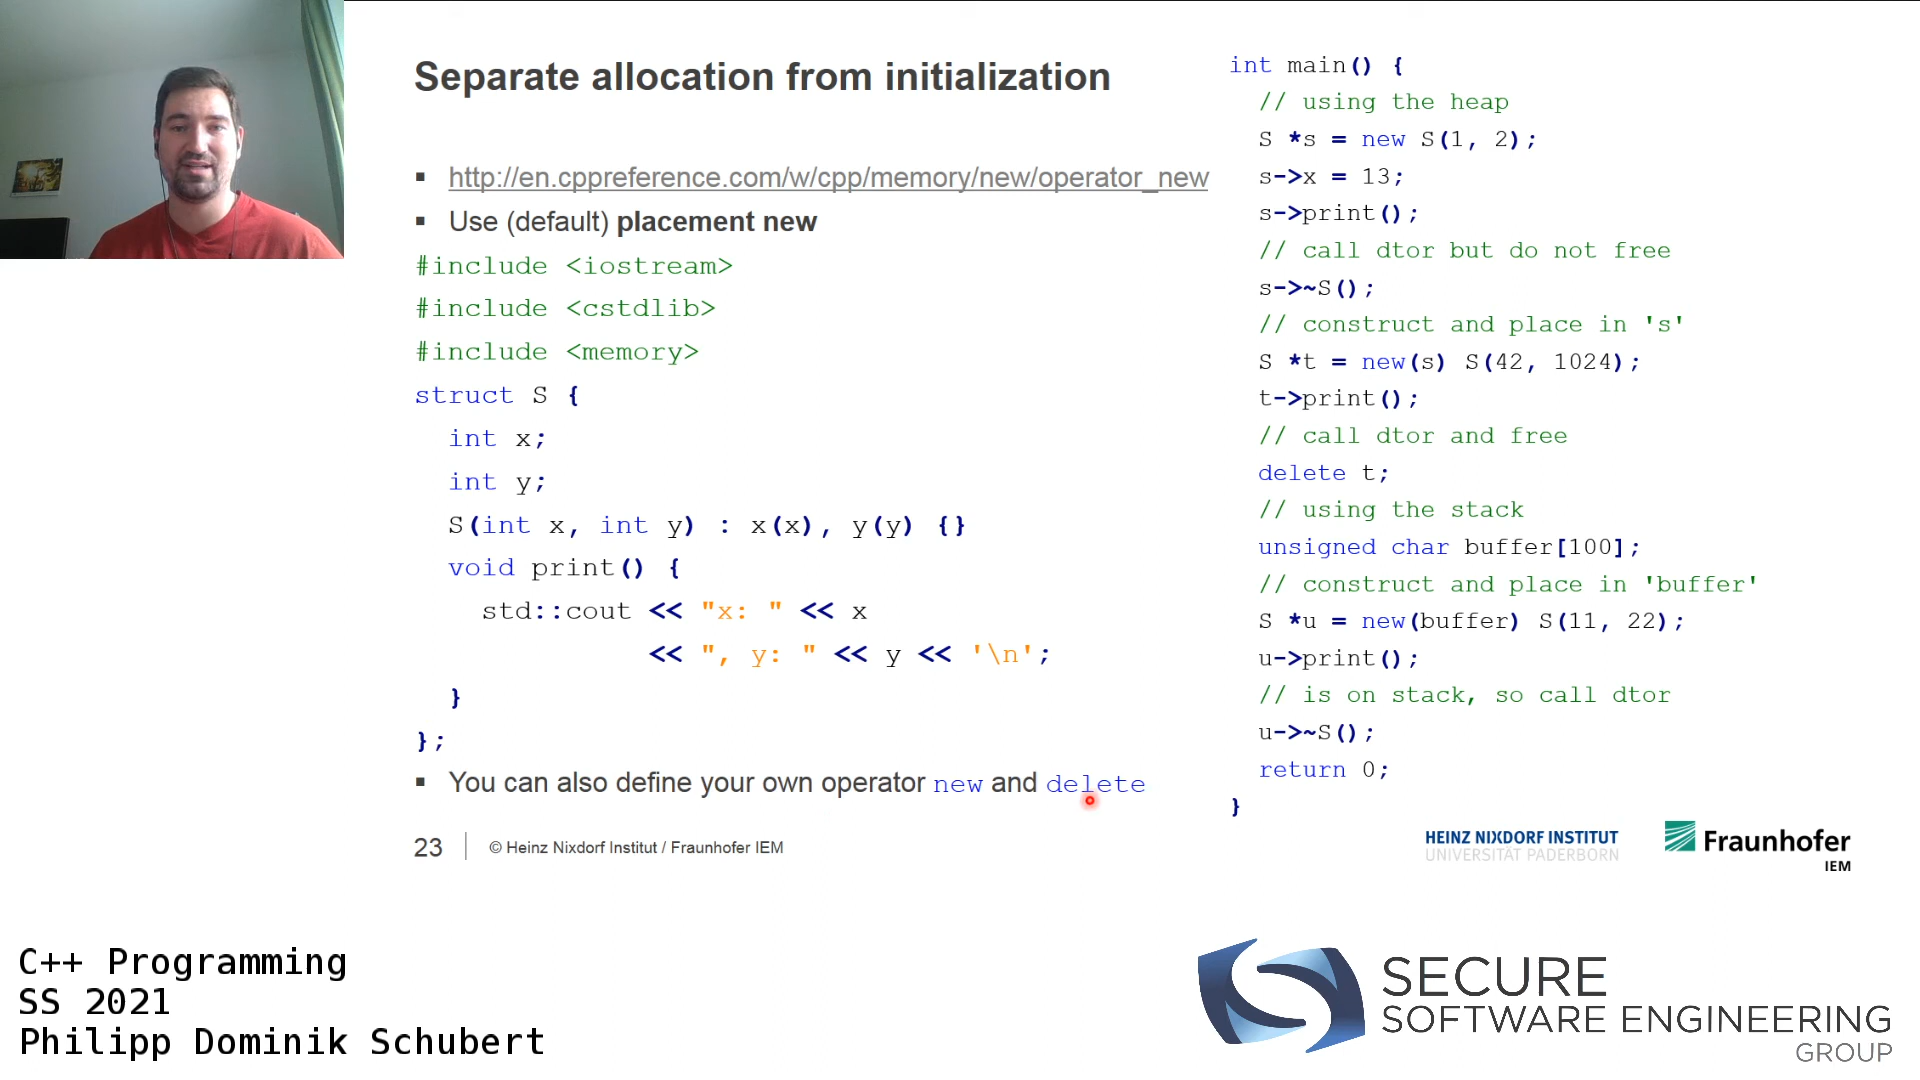 Separate allocation from initialization
▪ http://en.cppreference.com/w/cpp/memory/new/operator_new
▪ Use (default) placement new
#include <iostream>
#include <cstdlib>
#include <memory>
struct S {
int x;
int y;
S(int x, int y) : x(x), y(y) {}
void print() {
std::cout << "x: " << x
<< ", y: " << y << '\n';
}
};
▪ You can also define your own operator new and delete
int main() {
// using the heap
S *s = new S(1, 2);
s->x = 13;
s->print();
// call dtor but do not free
s->~S();
// construct and place in 's'
S *t = new(s) S(42, 1024);
t->print();
// call dtor and free
delete t;
// using the stack
unsigned char buffer[100];
// construct and place in 'buffer'
S *u = new(buffer) S(11, 22);
u->print();
// is on stack, so call dtor
u->~S();
return 0;
}
23
© Heinz Nixdorf Institut / Fraunhofer IEM
HEINZ NIXDORF INSTITUT
UNIVERSITÄT PADERBORN
Fraunhofer
IEM
C++ Programming
SS 2021
Philipp Dominik Schubert
SECURE
SOFTWARE ENGINEERING
GROUP